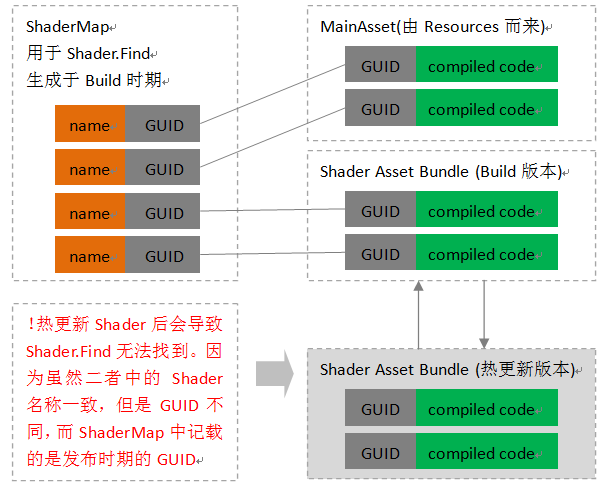 ShaderMap
用于 Shader.Find
生成于 Build 时期
name GUID
name GUID
name GUID
name GUID
MainAsset(由 Resources 而来)
GUID compiled code
GUID compiled code
Shader Asset Bundle (Build 版本)
GUID compiled code
GUID compiled code
!热更新 Shader 后会导致
Shader.Find 无法找到。因
为虽然二者中的 Shader
名称一致，但是 GUID 不
同，而 ShaderMap 中记载
的是发布时期的 GUID
Shader Asset Bundle (热更新版本)
GUID compiled code
GUID compiled code